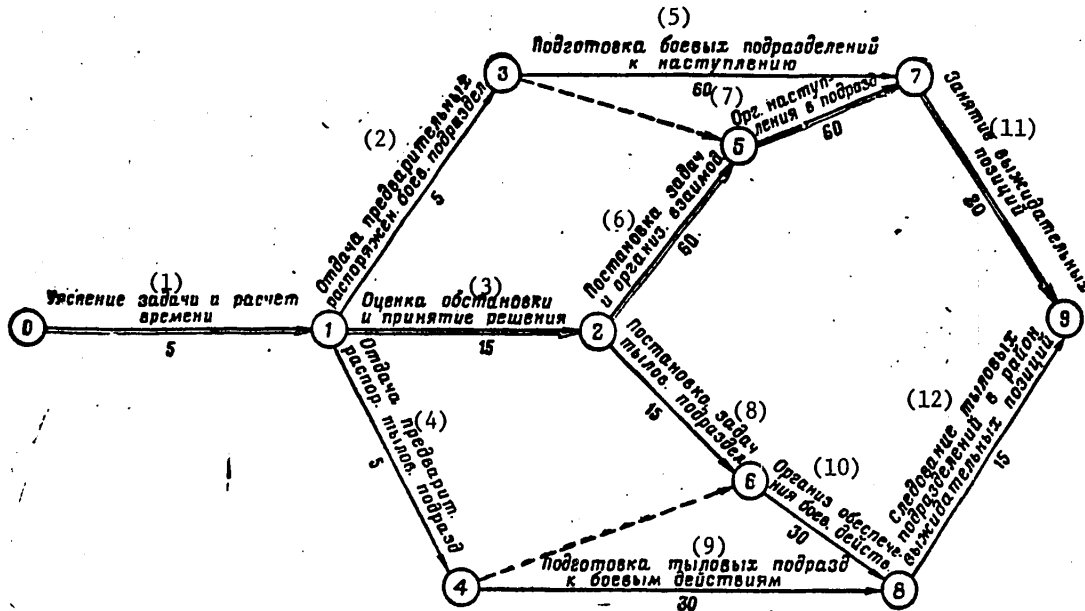 (5)
Подготовка боевых подразделений
к наступлению
60
3
7
(7)
Орг. наступ-
ления в подразд
60
5
Отдача предварительных
распоряжен. боев. подраздел.
(2)
5
(6)
Постановка задач
и организ. взаимод.
60
Занятие выжидательных
позиций
(11)
20
(1)
Уяснение задачи и расчет
времени
5
0
1
(3)
Оценка обстановки
и принятие решения
15
2
9
Отдача предварит.
распор. тылов. подразд
(4)
5
Постановка задач
тылов. подраздел.
(8)
15
6
(10)
Организ обеспече-
ния боев. действ.
30
(12)
Следование тыловых
подразделений в район
выжидательных позиций
15
(9)
Подготовка тыловых подразд
к боевым действиям
30
4
8